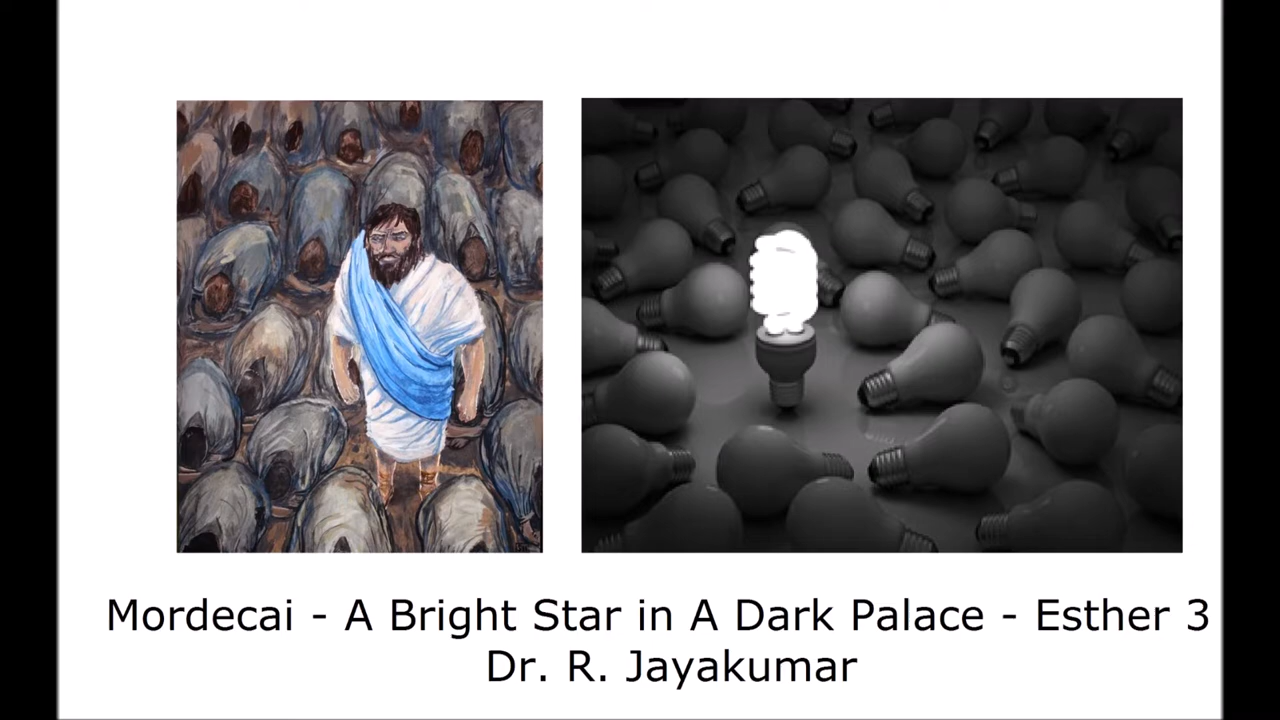 Mordecai - A Bright Star in A Dark Palace - Esther 3
Dr. R. Jayakumar